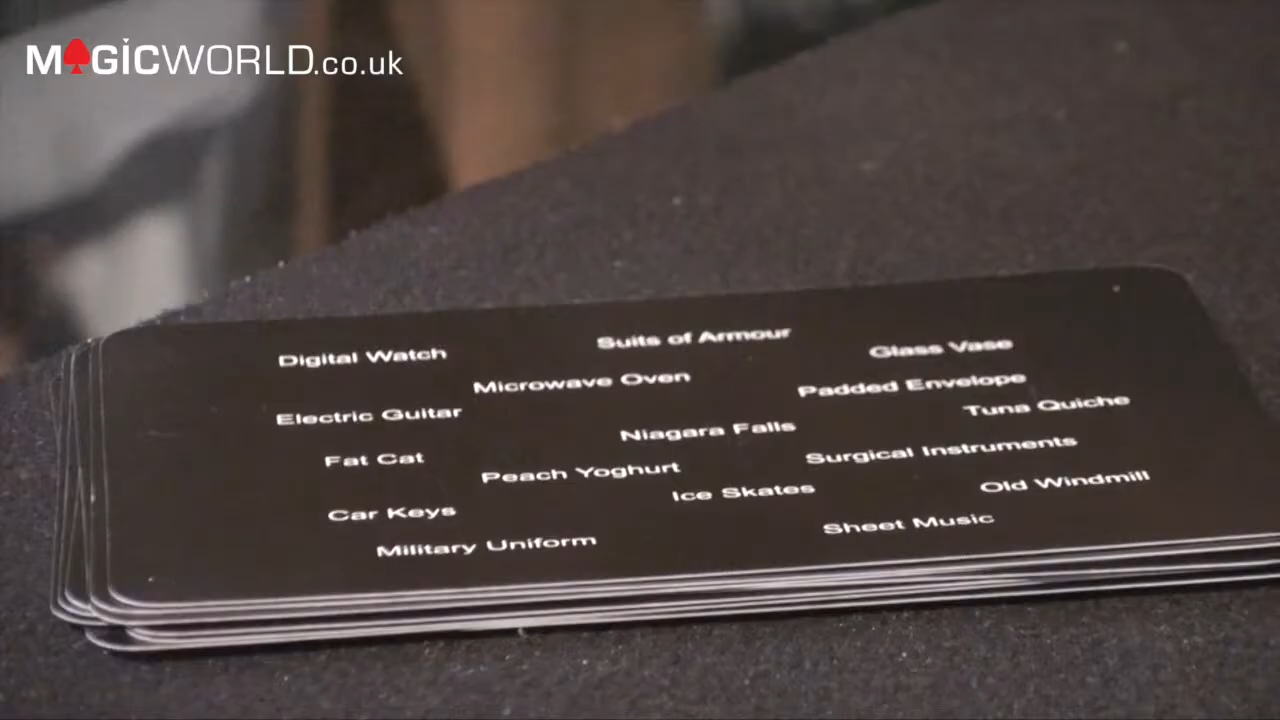 MAGiCWORLD.co.uk
Digital Watch
Suits of Armour
Glass Vase
Microwave Oven
Padded Envelope
Electric Guitar
Tuna Quiche
Niagara Falls
Fat Cat
Surgical Instruments
Peach Yoghurt
Ice Skates
Old Windmill
Car Keys
Sheet Music
Military Uniform